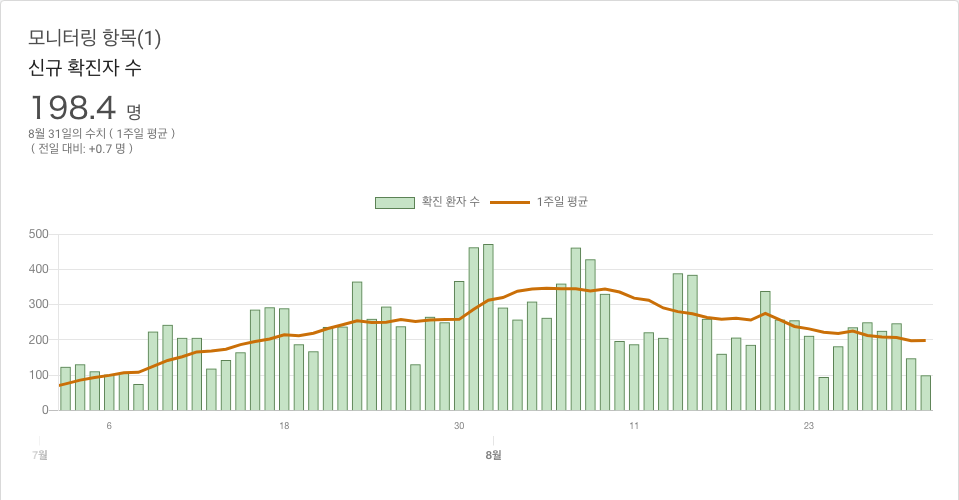 모니터링 항목(1)
신규 확진자 수
198.4 명
8월 31일의 수치 ( 1주일 평균 )
( 전일 대비: +0.7 명 )
확진 환자 수
1주일 평균
500
400
300
200
100
0
6
18
30
11
23
7월
8월